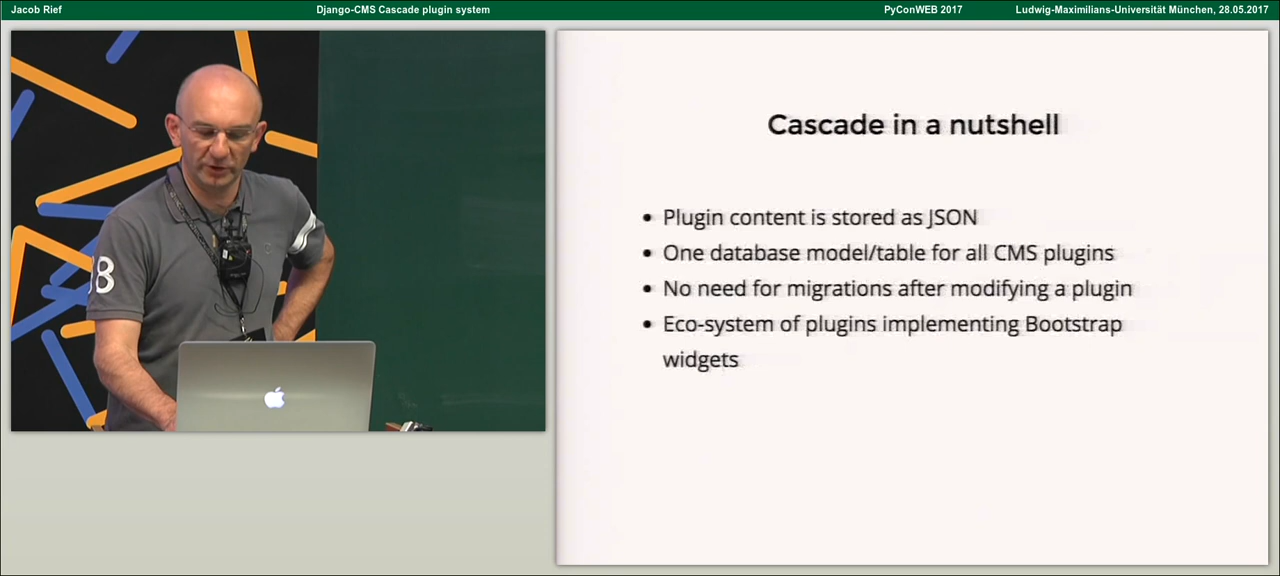 Jacob Rief
Django-CMS Cascade plugin system
PyConWEB 2017
Ludwig-Maximilians-Universität München, 28.05.2017
Cascade in a nutshell
• Plugin content is stored as JSON
• One database model/table for all CMS plugins
• No need for migrations after modifying a plugin
• Eco-system of plugins implementing Bootstrap
widgets